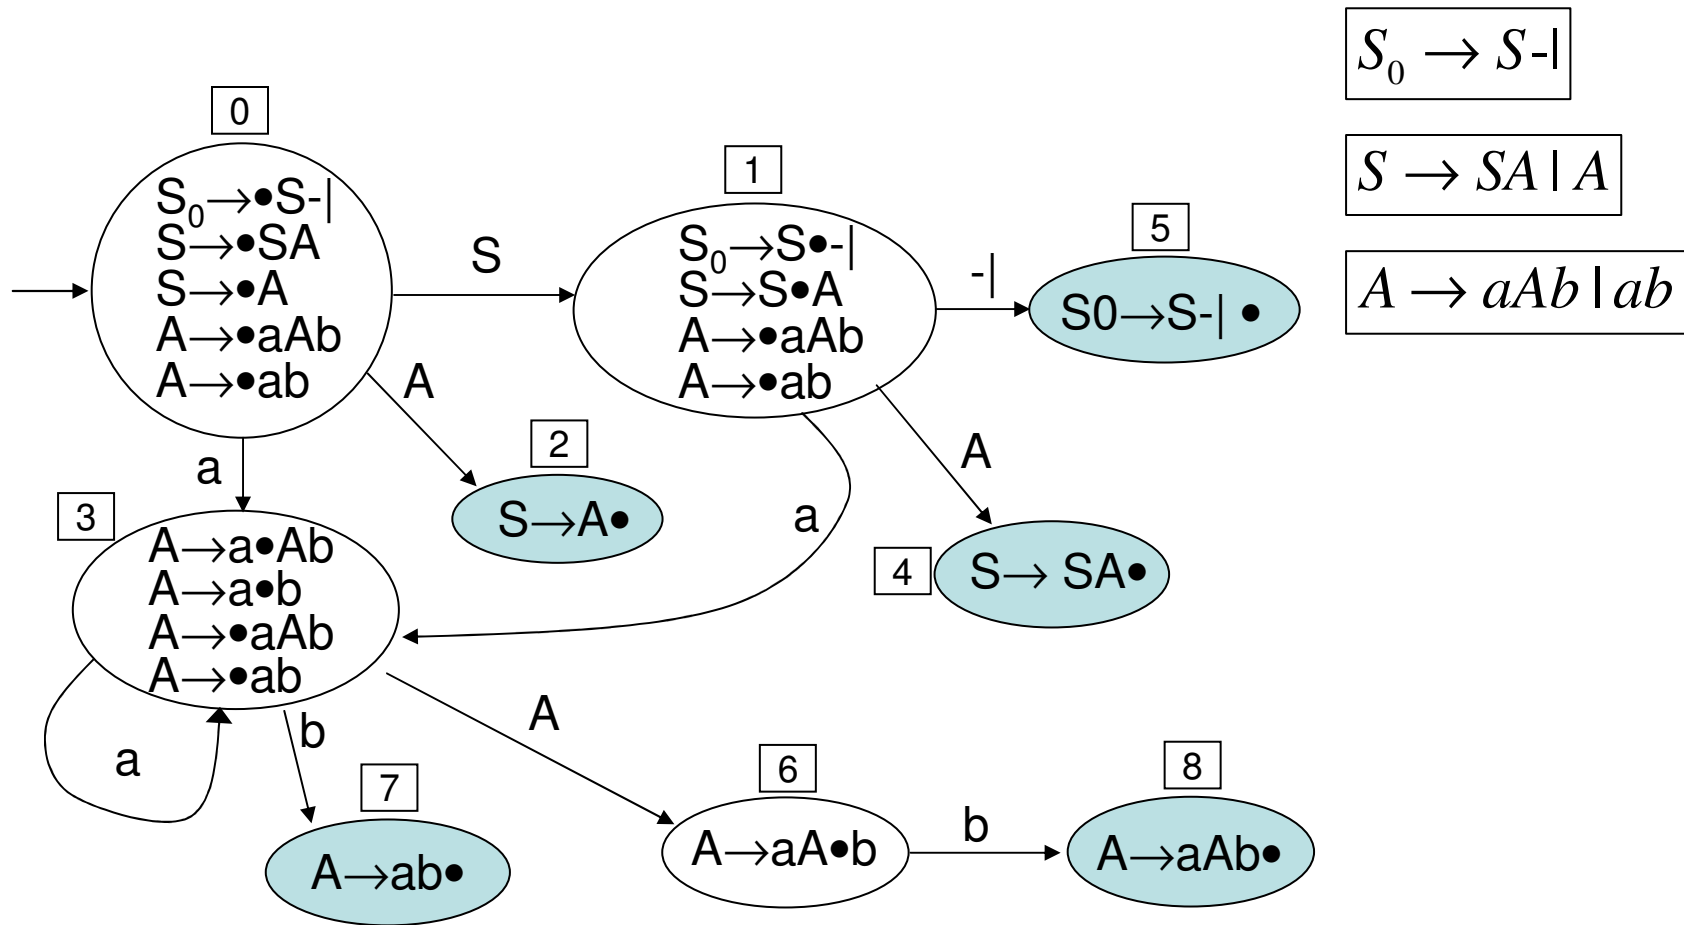 0
S₀→•S-|
S→•SA
S→•A
A→•aAb
A→•ab
S
1
S₀→S•-|
S→S•A
A→•aAb
A→•ab
-|
5
S0→S-| •
S₀ → S-|
S → SA | A
A → aAb | ab
a
A
2
S→A•
a
A
4
S→ SA•
3
A→a•Ab
A→a•b
A→•aAb
A→•ab
a
b
A
7
A→ab•
6
A→aA•b
b
8
A→aAb•